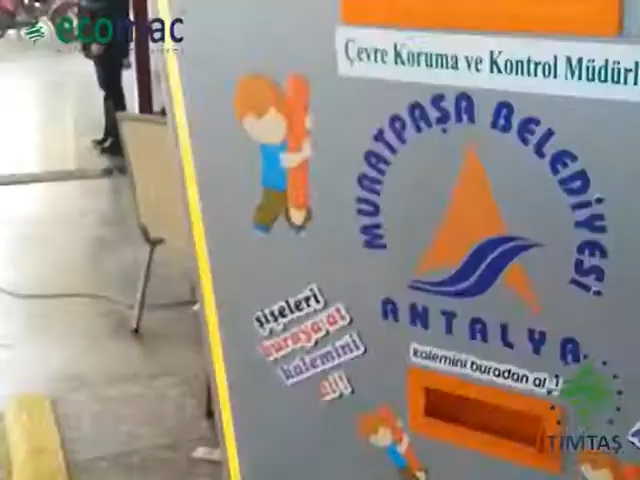 ecomac
Çevre Koruma ve Kontrol Müdürl
MURATPAŞA BELEDİYESİ
ANTALYA
şişeleri
buraya at
kalemini
al!
kalemini buradan al
TİMTAŞ